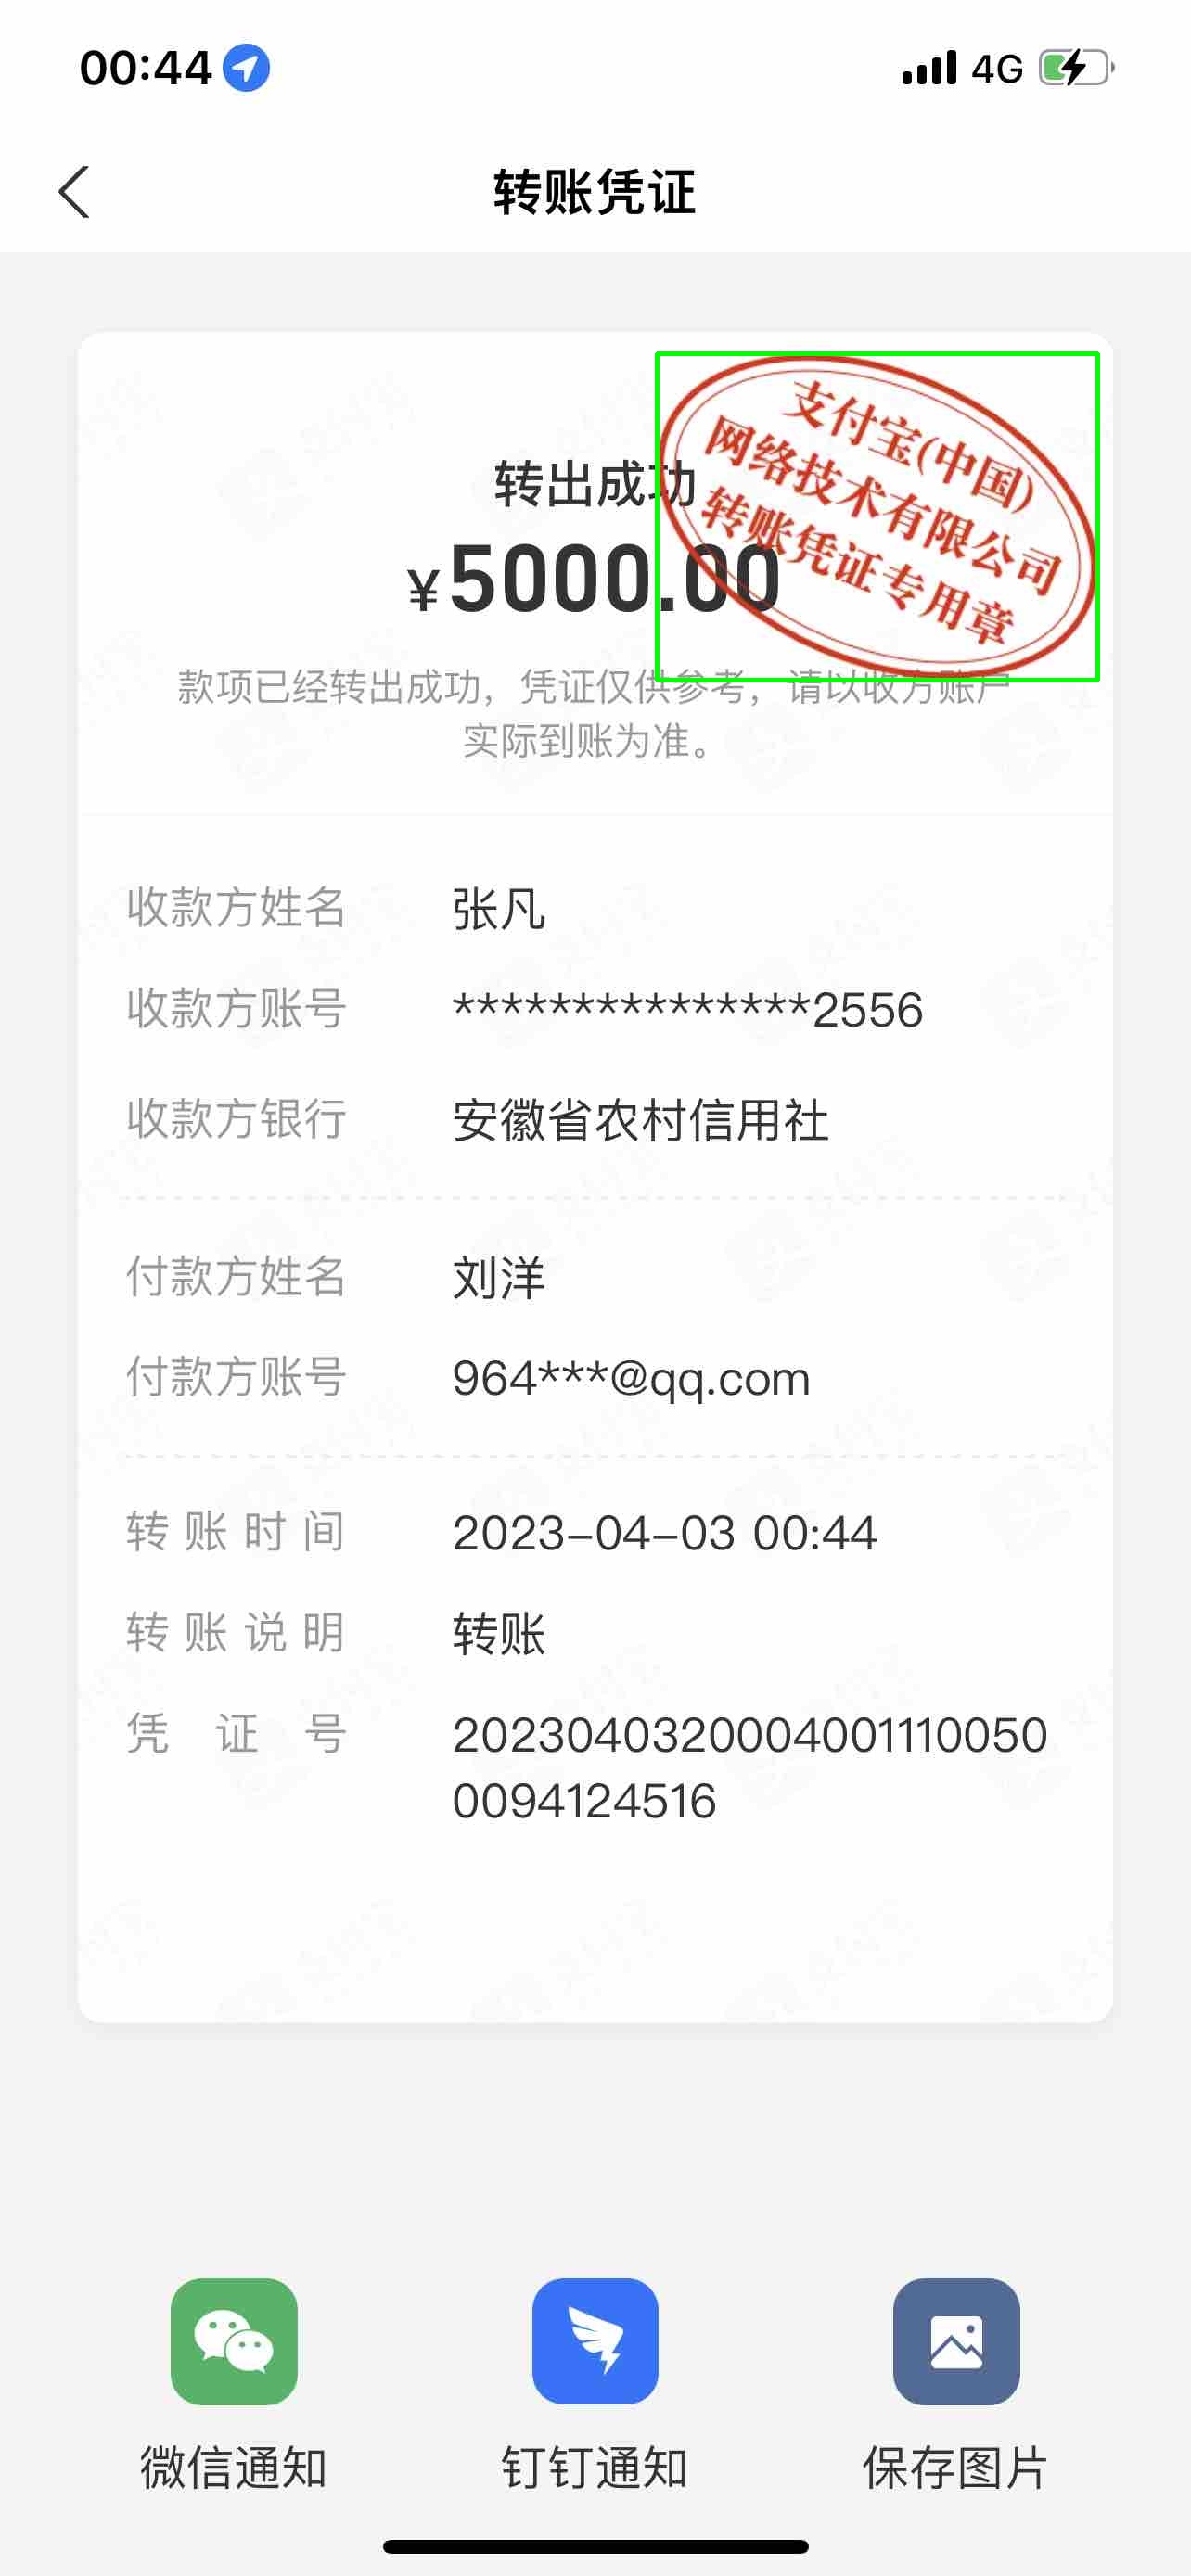 00:44
4G
转账凭证
支付宝(中国)
网络技术有限公司
转账凭证专用章
转出成功
¥5000.00
款项已经转出成功，凭证仅供参考，请以收方账户
实际到账为准。
收款方姓名 张凡
收款方账号 ***************2556
收款方银行 安徽省农村信用社
付款方姓名 刘洋
付款方账号 964***@qq.com
转账时间 2023-04-03 00:44
转账说明 转账
凭证号 2023040320004001110050
0094124516
微信通知 钉钉通知 保存图片